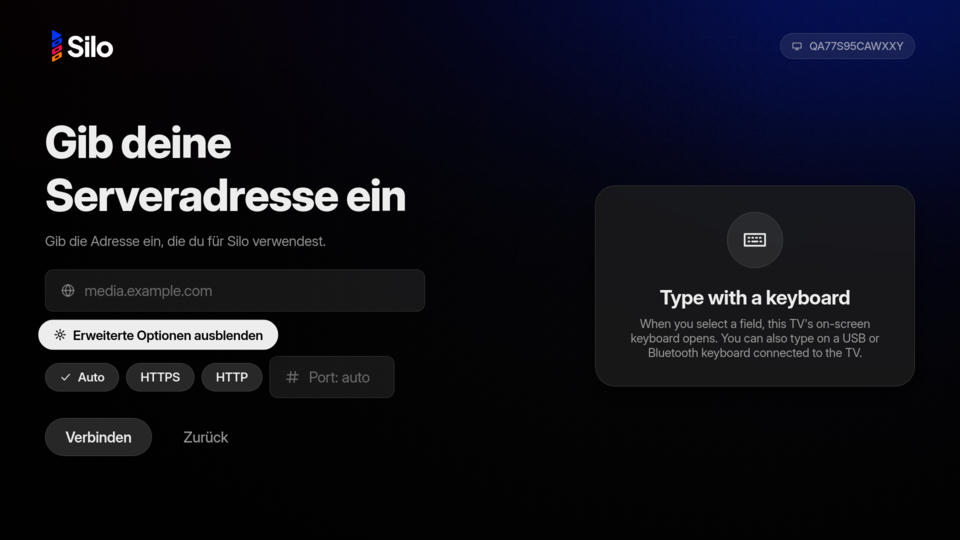 Silo
QA77S95CAWXXY
Gib deine
Serveradresse ein
Gib die Adresse ein, die du für Silo verwendest.
media.example.com
Erweiterte Optionen ausblenden
Auto
HTTPS
HTTP
Port: auto
Verbinden
Zurück
Type with a keyboard
When you select a field, this TV's on-screen
keyboard opens. You can also type on a USB or
Bluetooth keyboard connected to the TV.